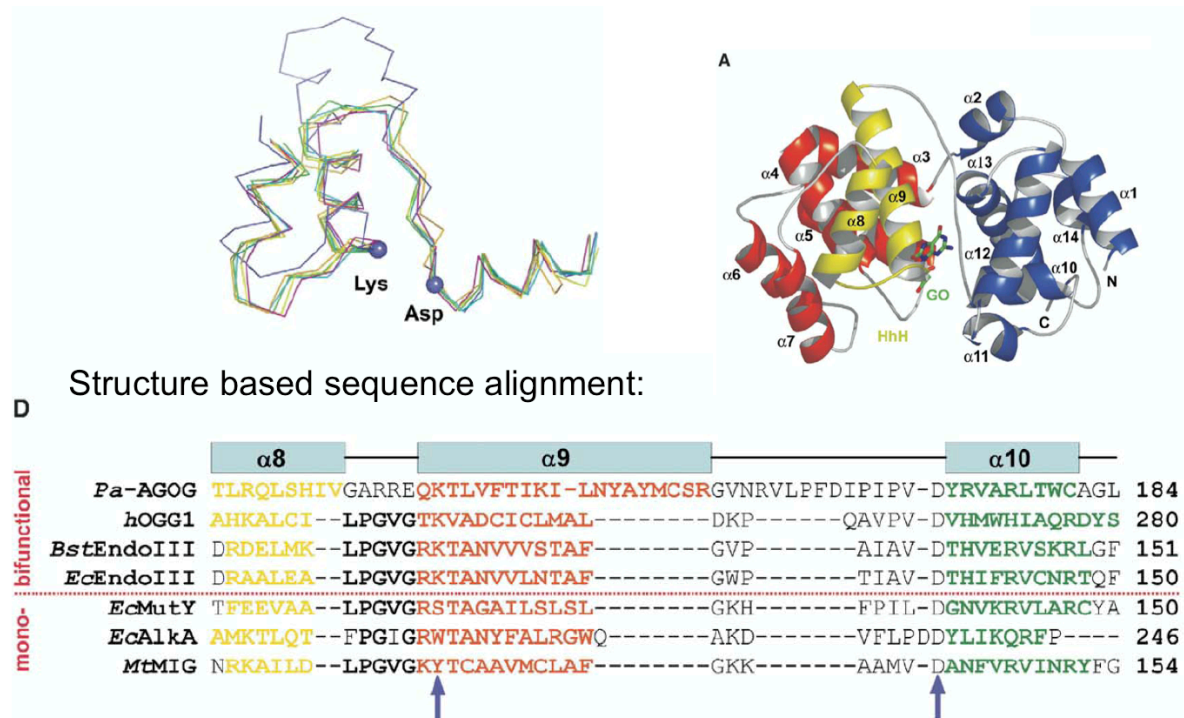 Lys
Asp
A
α2
α3
α13
α4
α9
α1
α8
α5
α14
α12
α6
α10
N
GO
C
HhH
α7
α11
Structure based sequence alignment:
D
α8 α9 α10
bifunctional
Pa-AGOG TLRQLSHIVGARREQKTLVFTIKI-LNYAYMCSRGVNRVLPFDIPIPV-DYRVARLTWCAGL 184
hOGG1 AHKALCI--LPGVGTKVADCICLMAL--------DKP-------QAVPV-DVHMWHIAQRDYS 280
BstEndoIII DRDELMK--LPGVGRKTANVVVSTAF--------GVP-------AIAV-DTHVERVSKRLGF 151
EcEndoIII DRAALEA--LPGVGRKTANVVLNTAF--------GWP-------TIAV-DTHIFRVCNRTQF 150
mono-
EcMutY TFEEVAA--LPGVGRSTAGAILSLSL--------GKH-------FPIL-DGNVKRVLARCYA 150
EcAlkA AMKTLQT--FPGIGRWTANYFALRGWQ-------AKD-------VFLPDDYLIKQRFP---- 246
MtMIG NRKAILD--LPGVGKYTCAAVMCLAF--------GKK-------AAMV-DANFVRVINRYFG 154